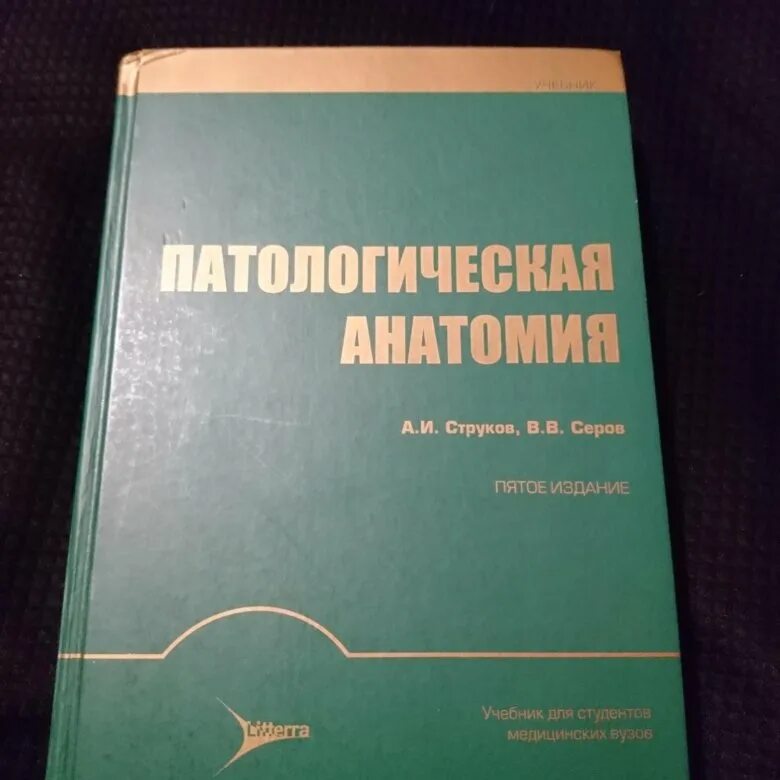 УЧЕБНИК
ПАТОЛОГИЧЕСКАЯ
АНАТОМИЯ
А.И. Струков, В.В. Серов
ПЯТОЕ ИЗДАНИЕ
Litterra
Учебник для студентов
медицинских вузов